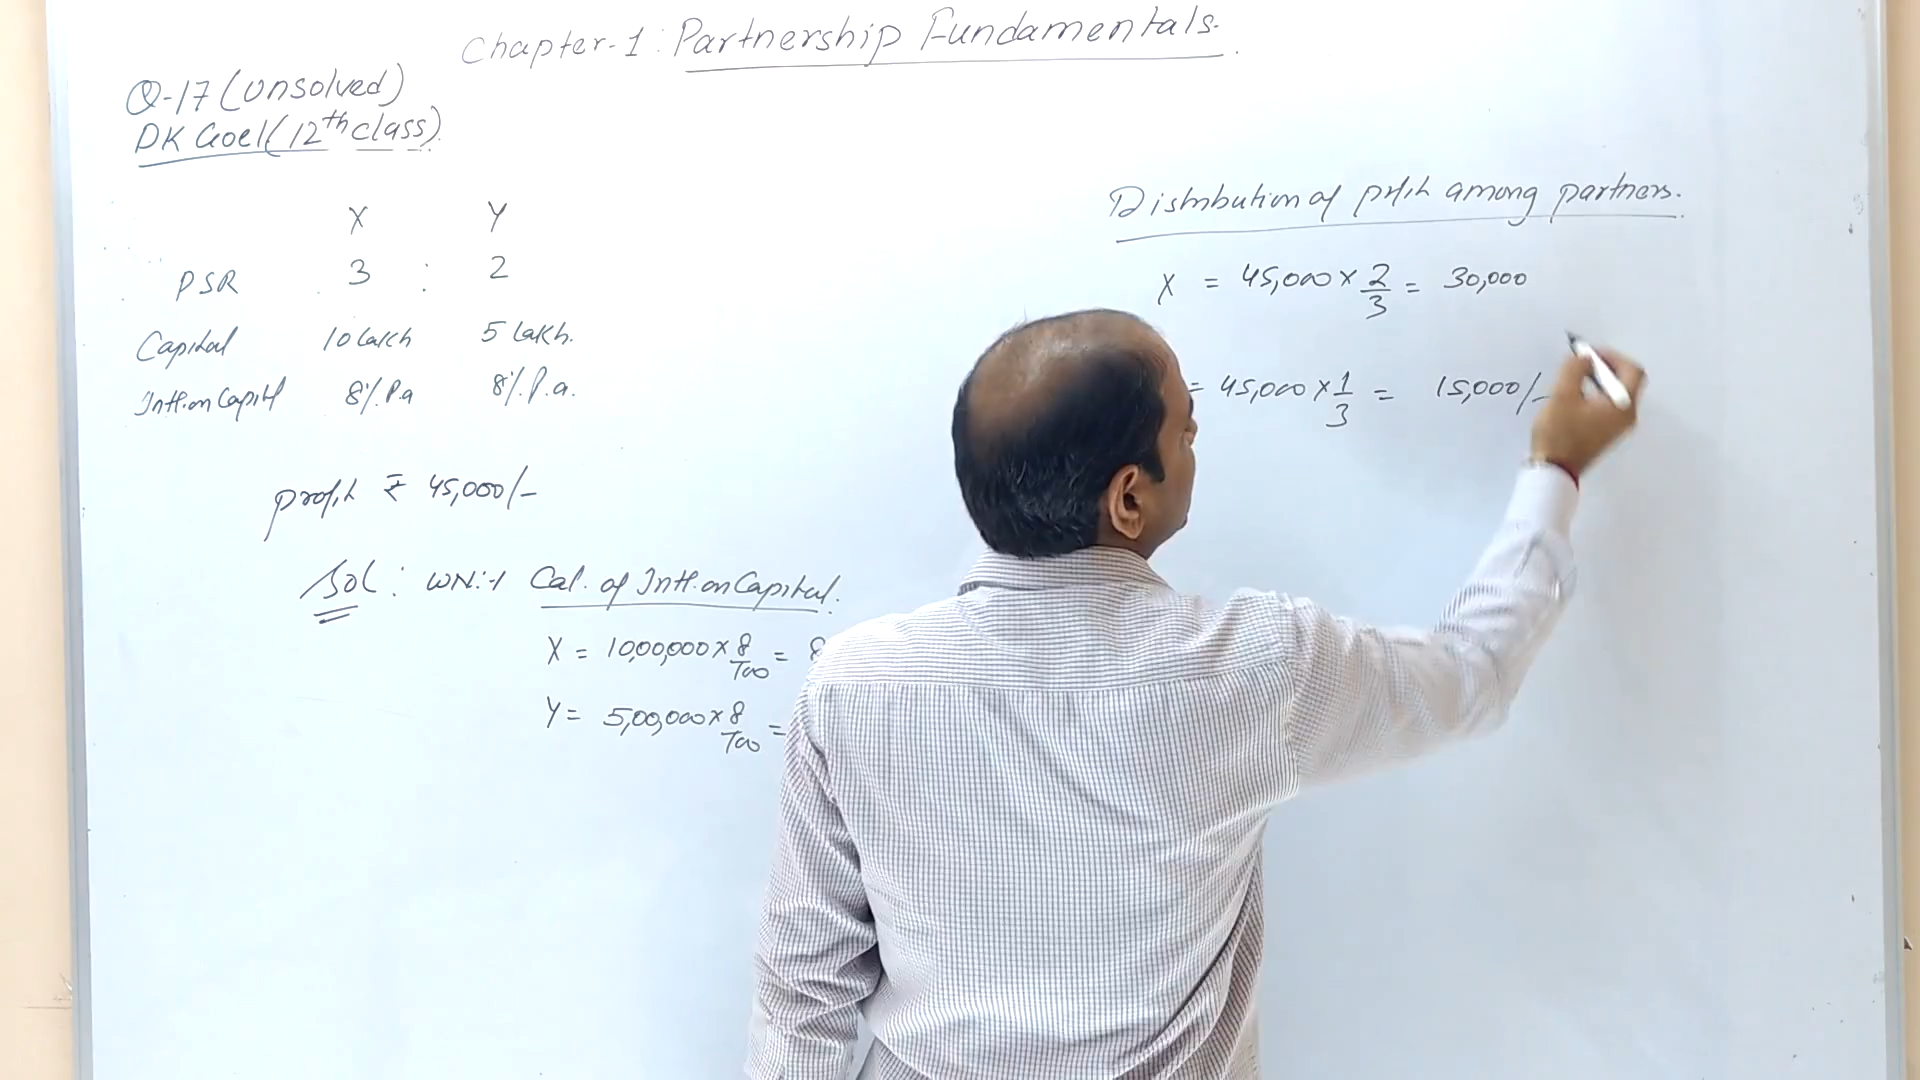 Chapter-1: Partnership Fundamentals.
Q-17 (Unsolved)
DK Goel (12th class)
X Y
PSR 3 : 2
Capital 10 Lakh 5 Lakh.
Intt. on Capital 8%.P.a 8%.P.a.
Profit ₹ 45,000/-
Sol: WN:-1 Cal. of Intt. on Capital.
X = 10,00,000 x 8/100 = 8
Y = 5,00,000 x 8/100 =
Distribution of profit among partners.
X = 45,000 x 2/3 = 30,000
= 45,000 x 1/3 = 15,000/-